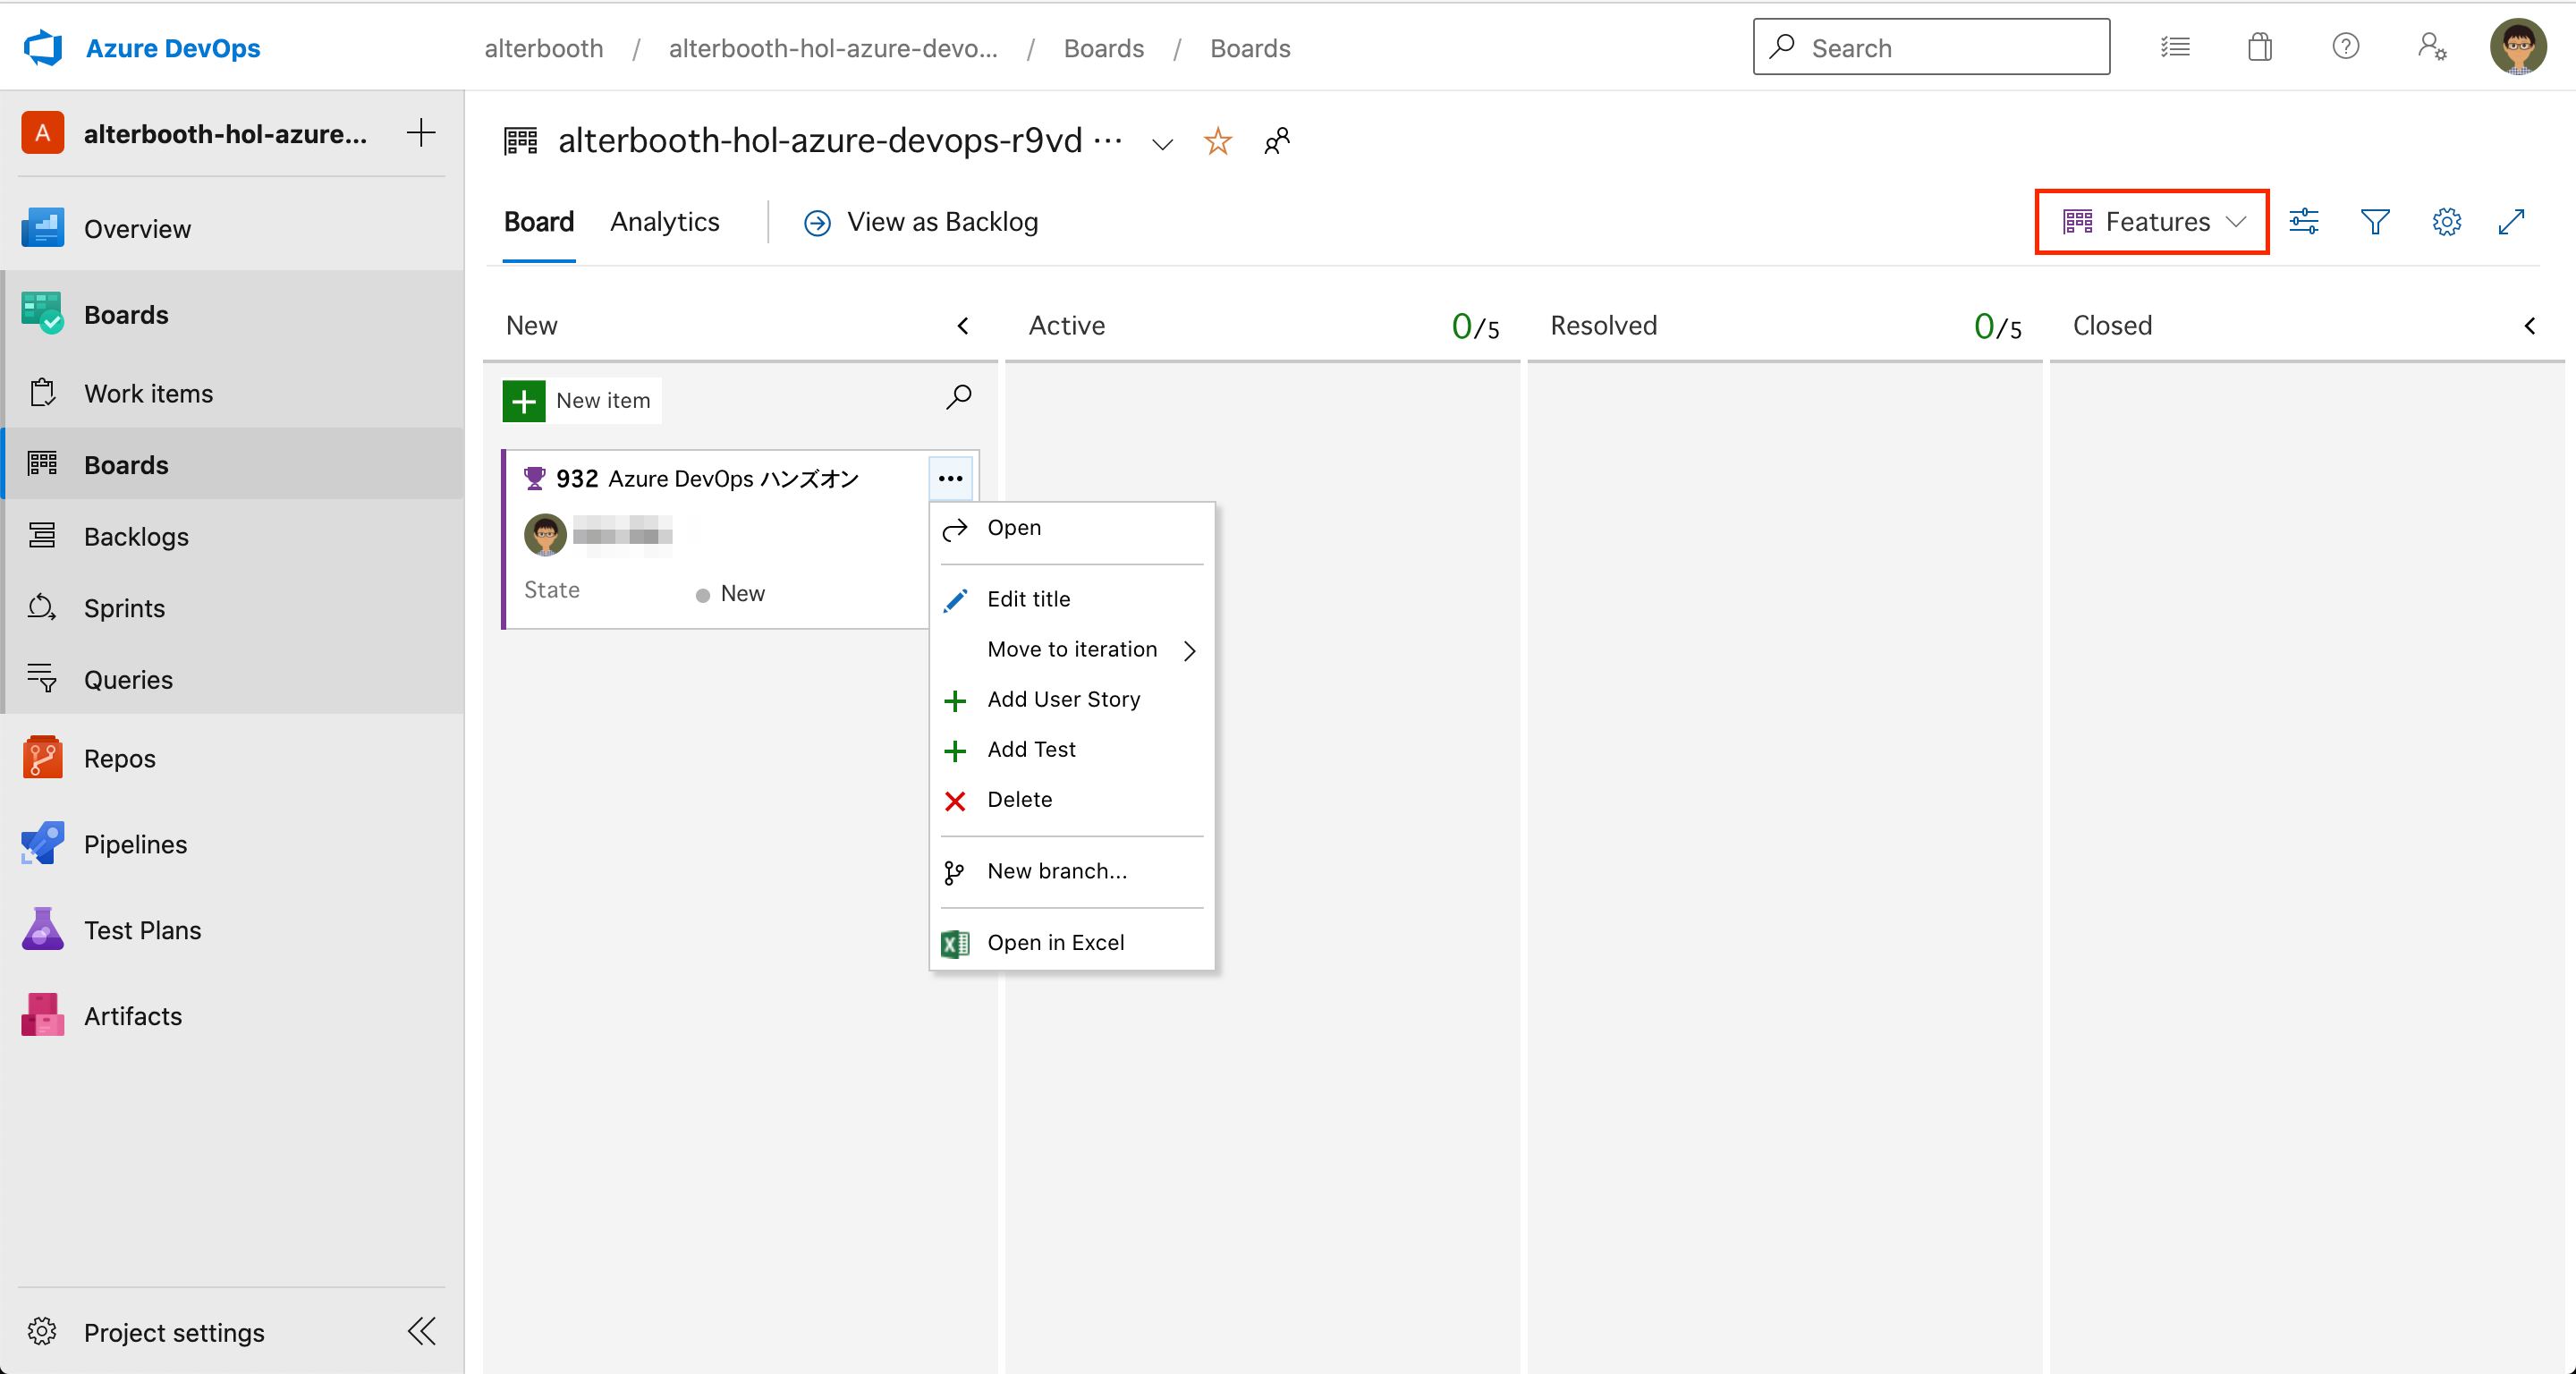 Azure DevOps
alterbooth / alterbooth-hol-azure-devo... / Boards / Boards
Search
A alterbooth-hol-azure...
Overview
Boards
Work items
Boards
Backlogs
Sprints
Queries
Repos
Pipelines
Test Plans
Artifacts
Project settings
alterbooth-hol-azure-devops-r9vd ...
Board Analytics View as Backlog
Features
New
Active 0/5
Resolved 0/5
Closed
New item
932 Azure DevOps ハンズオン
State New
Open
Edit title
Move to iteration
Add User Story
Add Test
Delete
New branch...
Open in Excel